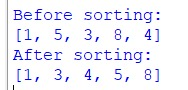 Before sorting:
[1, 5, 3, 8, 4]
After sorting:
[1, 3, 4, 5, 8]